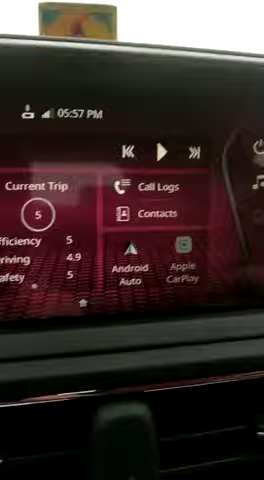 05:57 PM
Current Trip
5
fficiency 5
riving 4.9
afety 5
Call Logs
Contacts
Android
Auto
Apple
CarPlay